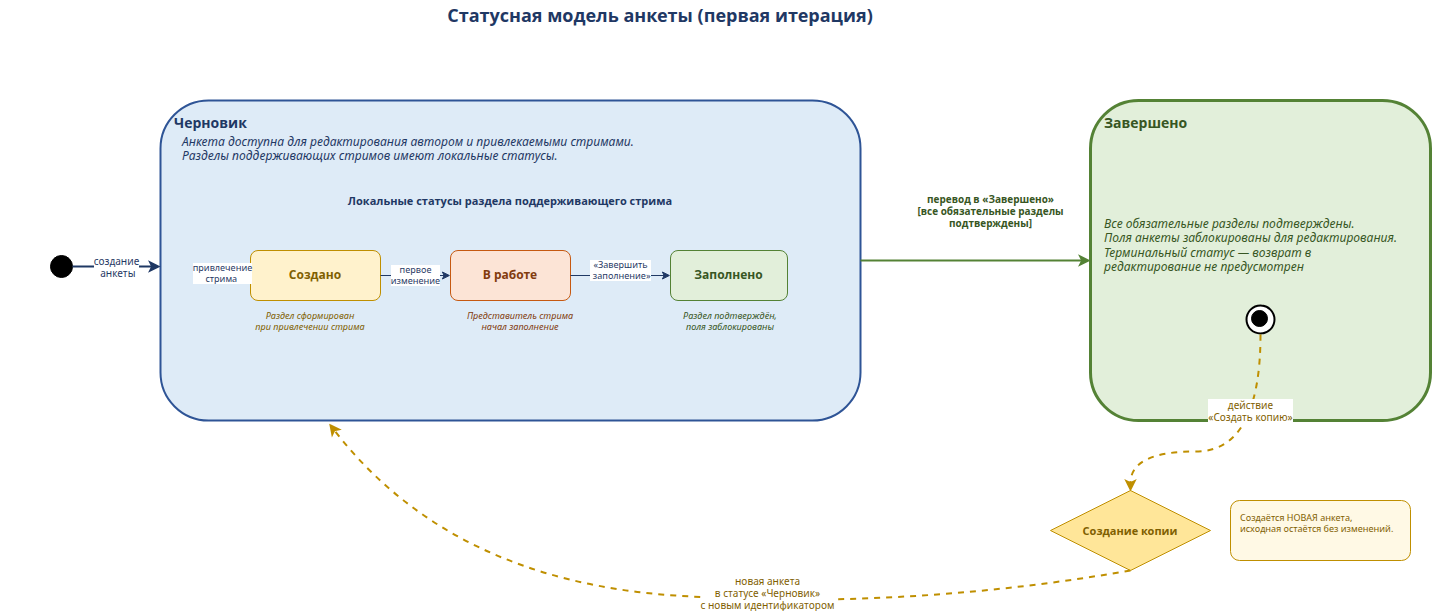 Статусная модель анкеты (первая итерация)
Черновик
Анкета доступна для редактирования автором и привлекаемыми стримами.
Разделы поддерживающих стримов имеют локальные статусы.
Локальные статусы раздела поддерживающего стрима
создание
анкеты
привлечение
стрима
Создано
первое
изменение
В работе
«Завершить
заполнение»
Заполнено
Раздел сформирован
при привлечении стрима
Представитель стрима
начал заполнение
Раздел подтверждён,
поля заблокированы
перевод в «Завершено»
[все обязательные разделы
подтверждены]
Завершено
Все обязательные разделы подтверждены.
Поля анкеты заблокированы для редактирования.
Терминальный статус — возврат в
редактирование не предусмотрен
действие
«Создать копию»
Создание копии
Создаётся НОВАЯ анкета,
исходная остаётся без изменений.
новая анкета
в статусе «Черновик»
с новым идентификатором